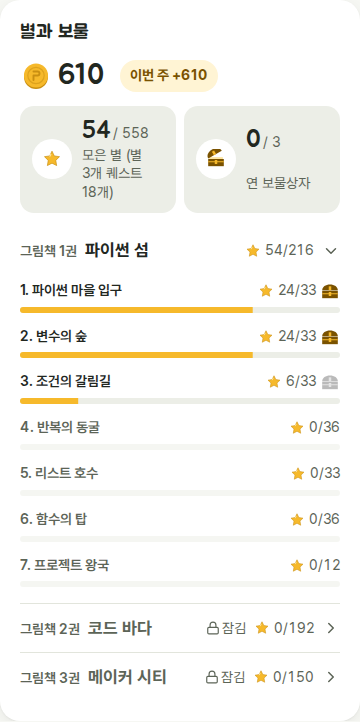 별과 보물
610 이번 주 +610
54 / 558
모은 별 (별
3개 퀘스트
18개)
0 / 3
연 보물상자
그림책 1권 파이썬 섬 54/216
1. 파이썬 마을 입구 24/33
2. 변수의 숲 24/33
3. 조건의 갈림길 6/33
4. 반복의 동굴 0/36
5. 리스트 호수 0/33
6. 함수의 탑 0/36
7. 프로젝트 왕국 0/12
그림책 2권 코드 바다 잠김 0/192
그림책 3권 메이커 시티 잠김 0/150